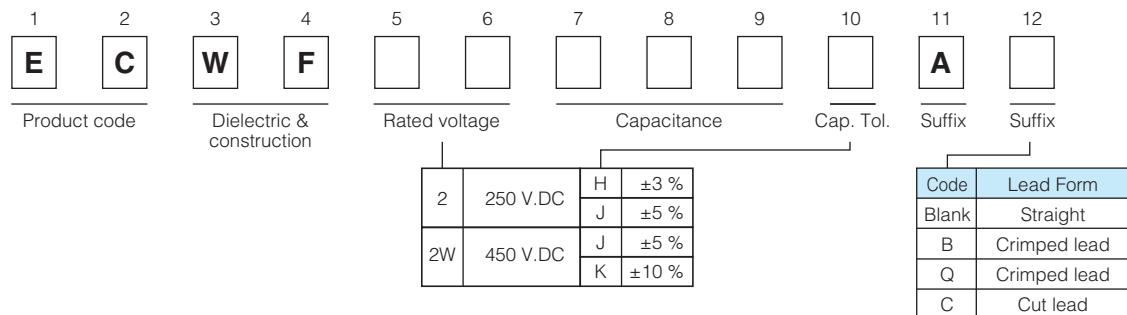 1 2 3 4 5 6 7 8 9 10 11 12
E C W F A
Product code Dielectric & Rated voltage Capacitance Cap. Tol. Suffix Suffix
construction
2 250 V.DC H ±3 %
J ±5 %
2W 450 V.DC J ±5 %
K ±10 %
Code Lead Form
Blank Straight
B Crimped lead
Q Crimped lead
C Cut lead